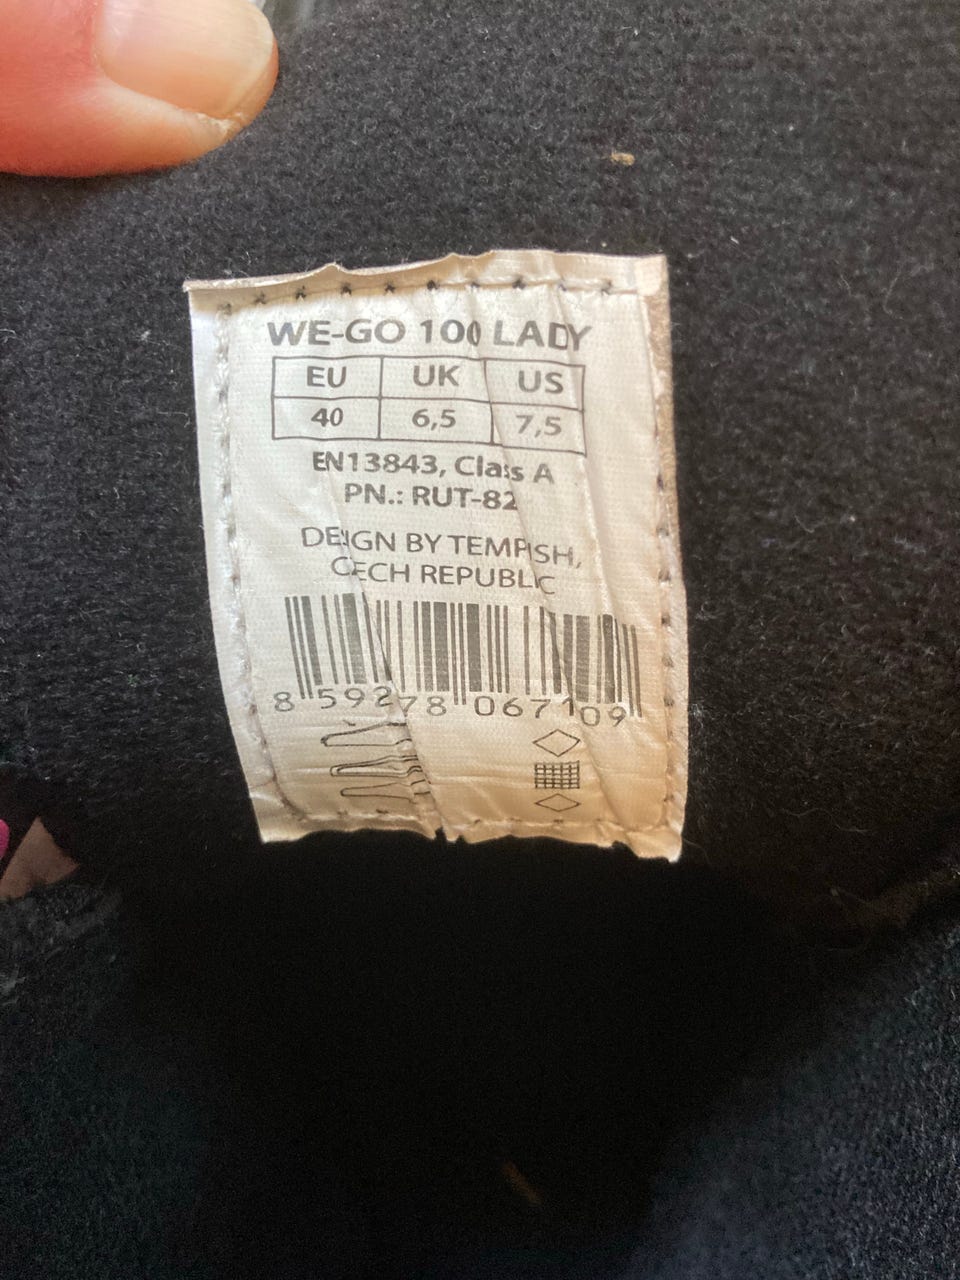 WE-GO 100 LADY
EU UK US
40 6,5 7,5
EN13843, Class A
PN.: RUT-82
DESIGN BY TEMPISH,
CECH REPUBLIC
8 592678 067109